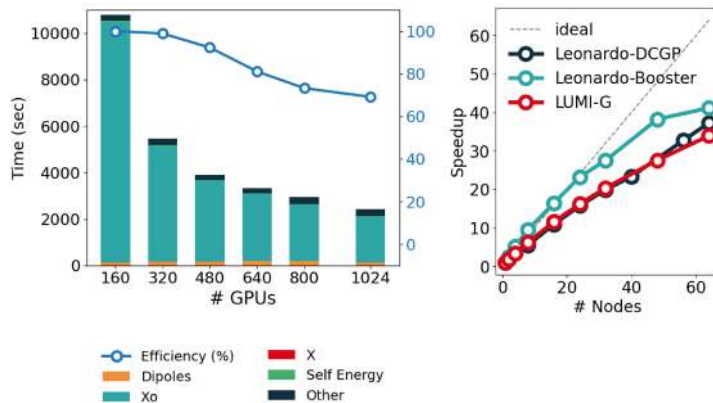 Time (sec)
10000
8000
6000
4000
2000
0
100
80
60
40
20
0
160 320 480 640 800 1024
# GPUs
Efficiency (%)
Dipoles
Xo
X
Self Energy
Other
Speedup
60
50
40
30
20
10
0
ideal
Leonardo-DCGP
Leonardo-Booster
LUMI-G
0 20 40 60
# Nodes